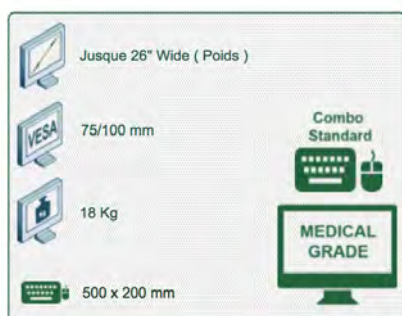 Jusque 26" Wide ( Poids )
VESA
75/100 mm
Combo
Standard
18 Kg
MEDICAL
GRADE
500 x 200 mm